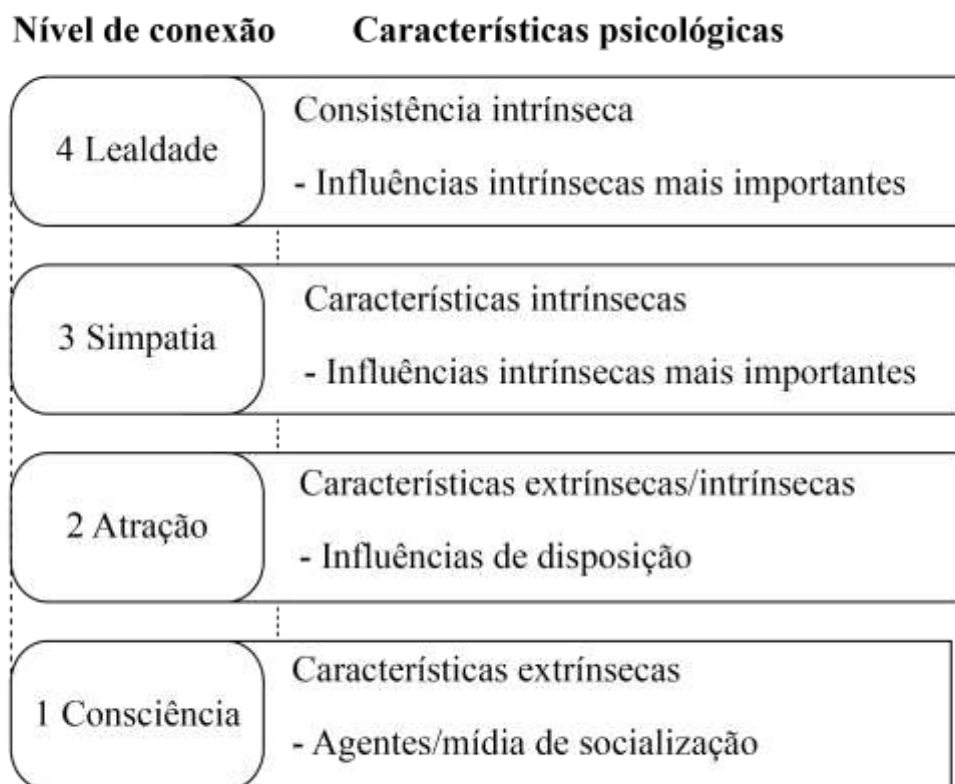 Nível de conexão Características psicológicas
4 Lealdade
Consistência intrínseca
- Influências intrínsecas mais importantes
3 Simpatia
Características intrínsecas
- Influências intrínsecas mais importantes
2 Atração
Características extrínsecas/intrínsecas
- Influências de disposição
1 Consciência
Características extrínsecas
- Agentes/mídia de socialização